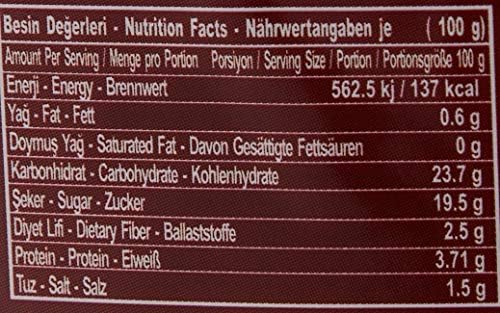 Besin Değerleri - Nutrition Facts - Nährwertangaben je ( 100 g)
Amount Per Serving / Menge pro Portion Porsiyon / Serving Size / Portion / Portionsgröße 100 g
Enerji - Energy - Brennwert 562.5 kj / 137 kcal
Yağ - Fat - Fett 0.6 g
Doymuş Yağ - Saturated Fat - Davon Gesättigte Fettsäuren 0 g
Karbonhidrat - Carbohydrate - Kohlenhydrate 23.7 g
Şeker - Sugar - Zucker 19.5 g
Diyet Lifi - Dietary Fiber - Ballaststoffe 2.5 g
Protein - Protein - Eiweiß 3.71 g
Tuz - Salt - Salz 1.5 g